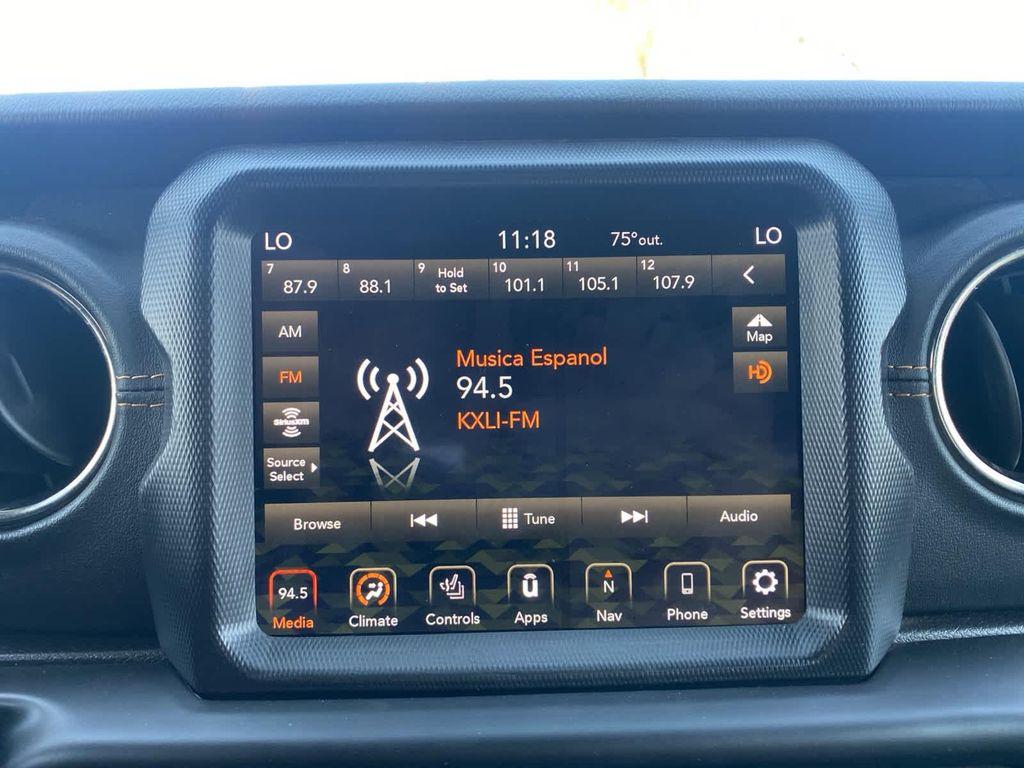 LO 11:18 75°out. LO
7 87.9
8 88.1
9 Hold
to Set
10 101.1
11 105.1
12 107.9
AM
Map
FM
HD
Musica Espanol
94.5
KXLI-FM
SiriusXM
Source
Select
Browse Tune Audio
94.5 N
Media Climate Controls Apps Nav Phone Settings